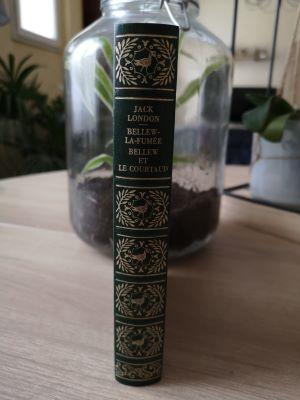 JACK
LONDON
BELLEW-
LA-FUMÉE
BELLEW
ET
LE COURTAUD